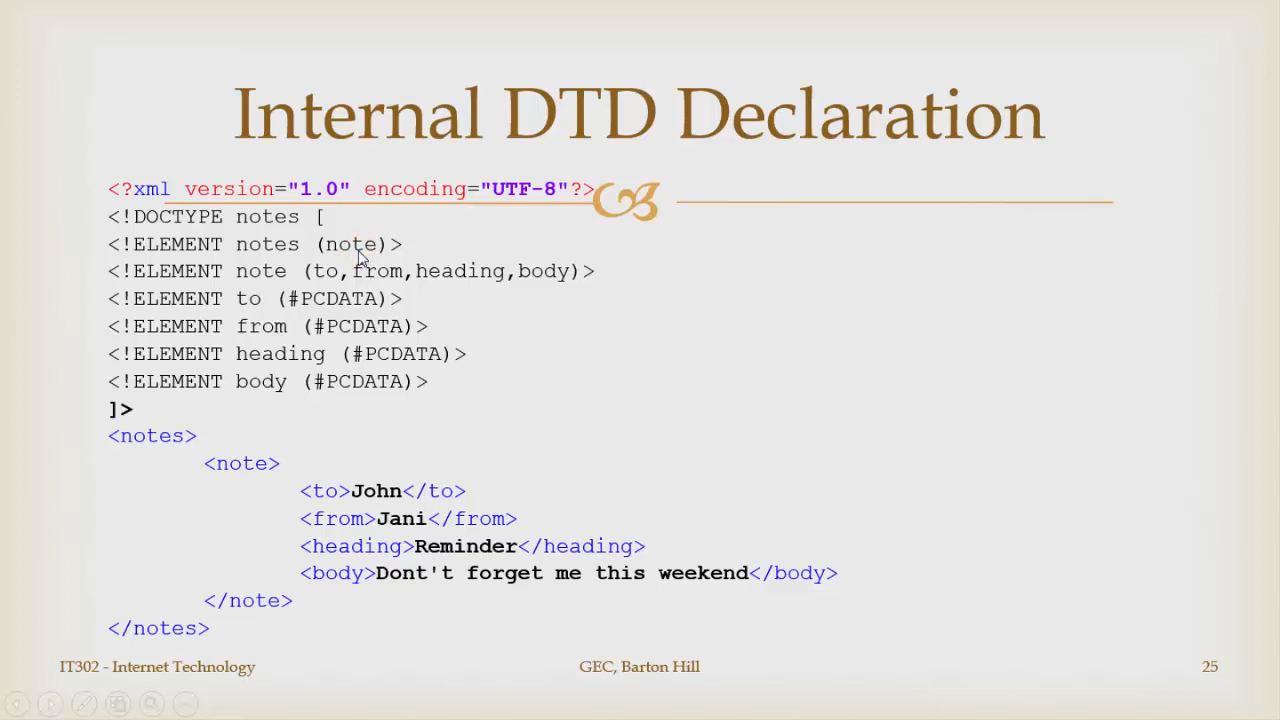 Internal DTD Declaration
<?xml version="1.0" encoding="UTF-8"?>
<!DOCTYPE notes [
<!ELEMENT notes (note)>
<!ELEMENT note (to,from,heading,body)>
<!ELEMENT to (#PCDATA)>
<!ELEMENT from (#PCDATA)>
<!ELEMENT heading (#PCDATA)>
<!ELEMENT body (#PCDATA)>
]>
<notes>
<note>
<to>John</to>
<from>Jani</from>
<heading>Reminder</heading>
<body>Dont't forget me this weekend</body>
</note>
</notes>
IT302 - Internet Technology GEC, Barton Hill 25